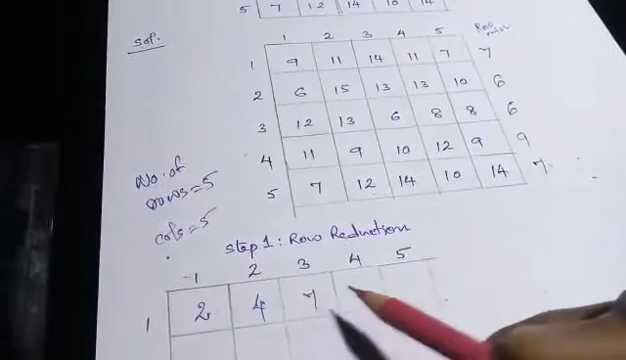 5 7 12 14 10 14
Sol:
1 2 3 4 5 Row min
1 9 11 14 11 7 7
2 6 15 13 13 10 6
3 12 13 6 8 8 6
4 11 9 10 12 9 9
5 7 12 14 10 14 7
No. of
rows=5
cols=5
Step 1: Row Reduction
1 2 3 4 5
1 2 4 7